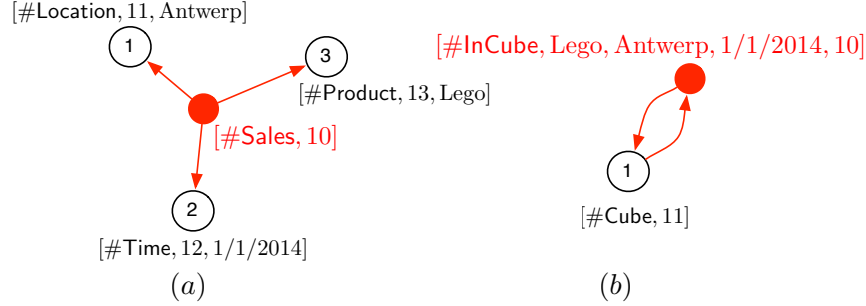 [#Location, 11, Antwerp]
1
3
[#Product, 13, Lego]
[#Sales, 10]
2
[#Time, 12, 1/1/2014]
(a)
[#InCube, Lego, Antwerp, 1/1/2014, 10]
1
[#Cube, 11]
(b)